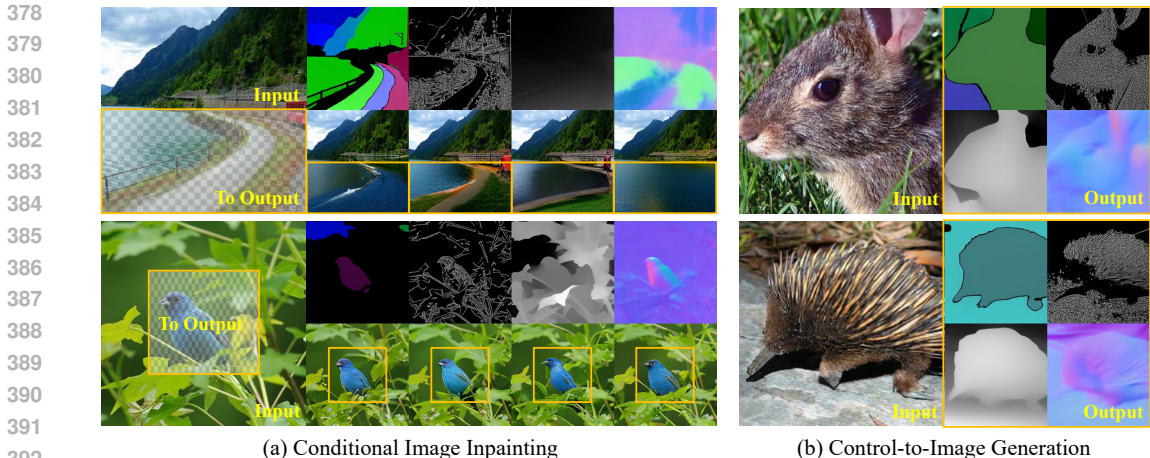 378
379
380
381
382
383
384
385
386
387
388
389
390
391
Input
To Output
To Output
Input
Input
Output
Input
Output
(a) Conditional Image Inpainting
(b) Control-to-Image Generation